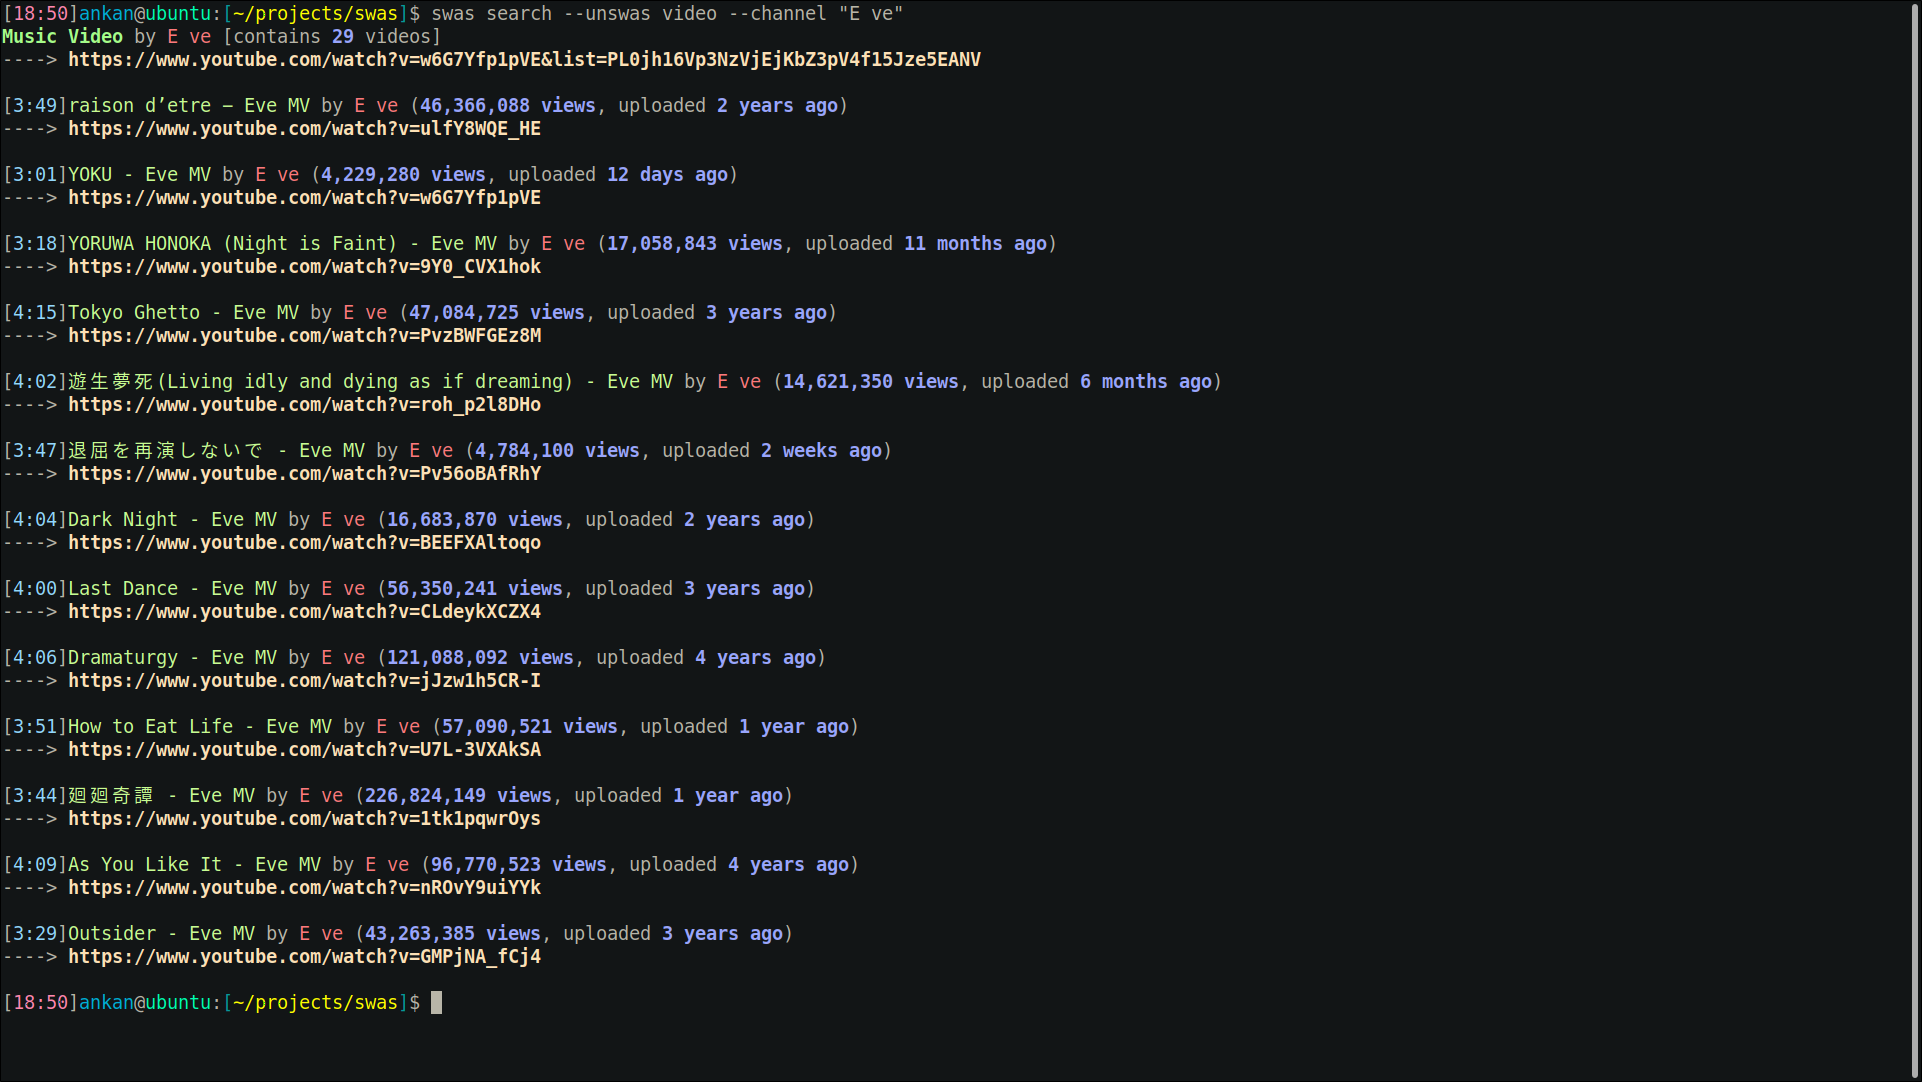 [18:50]ankan@ubuntu:[~/projects/swas]$ swas search --unswas video --channel "E ve"
Music Video by E ve [contains 29 videos]
----> https://www.youtube.com/watch?v=w6G7Yfp1pVE&list=PL0jh16Vp3NzVjEjKbZ3pV4f15Jze5EANV
[3:49]raison d’etre – Eve MV by E ve (46,366,088 views, uploaded 2 years ago)
----> https://www.youtube.com/watch?v=ulfY8WQE_HE
[3:01]YOKU - Eve MV by E ve (4,229,280 views, uploaded 12 days ago)
----> https://www.youtube.com/watch?v=w6G7Yfp1pVE
[3:18]YORUWA HONOKA (Night is Faint) - Eve MV by E ve (17,058,843 views, uploaded 11 months ago)
----> https://www.youtube.com/watch?v=9Y0_CVX1hok
[4:15]Tokyo Ghetto - Eve MV by E ve (47,084,725 views, uploaded 3 years ago)
----> https://www.youtube.com/watch?v=PvzBWFGEz8M
[4:02]遊生夢死(Living idly and dying as if dreaming) - Eve MV by E ve (14,621,350 views, uploaded 6 months ago)
----> https://www.youtube.com/watch?v=roh_p2l8DHo
[3:47]退屈を再演しないで - Eve MV by E ve (4,784,100 views, uploaded 2 weeks ago)
----> https://www.youtube.com/watch?v=Pv56oBAfRhY
[4:04]Dark Night - Eve MV by E ve (16,683,870 views, uploaded 2 years ago)
----> https://www.youtube.com/watch?v=BEEFXAltoqo
[4:00]Last Dance - Eve MV by E ve (56,350,241 views, uploaded 3 years ago)
----> https://www.youtube.com/watch?v=CLdeykXCZX4
[4:06]Dramaturgy - Eve MV by E ve (121,088,092 views, uploaded 4 years ago)
----> https://www.youtube.com/watch?v=jJzw1h5CR-I
[3:51]How to Eat Life - Eve MV by E ve (57,090,521 views, uploaded 1 year ago)
----> https://www.youtube.com/watch?v=U7L-3VXAkSA
[3:44]廻廻奇譚 - Eve MV by E ve (226,824,149 views, uploaded 1 year ago)
----> https://www.youtube.com/watch?v=1tk1pqwrOys
[4:09]As You Like It - Eve MV by E ve (96,770,523 views, uploaded 4 years ago)
----> https://www.youtube.com/watch?v=nROvY9uiYYk
[3:29]Outsider - Eve MV by E ve (43,263,385 views, uploaded 3 years ago)
----> https://www.youtube.com/watch?v=GMPjNA_fCj4
[18:50]ankan@ubuntu:[~/projects/swas]$